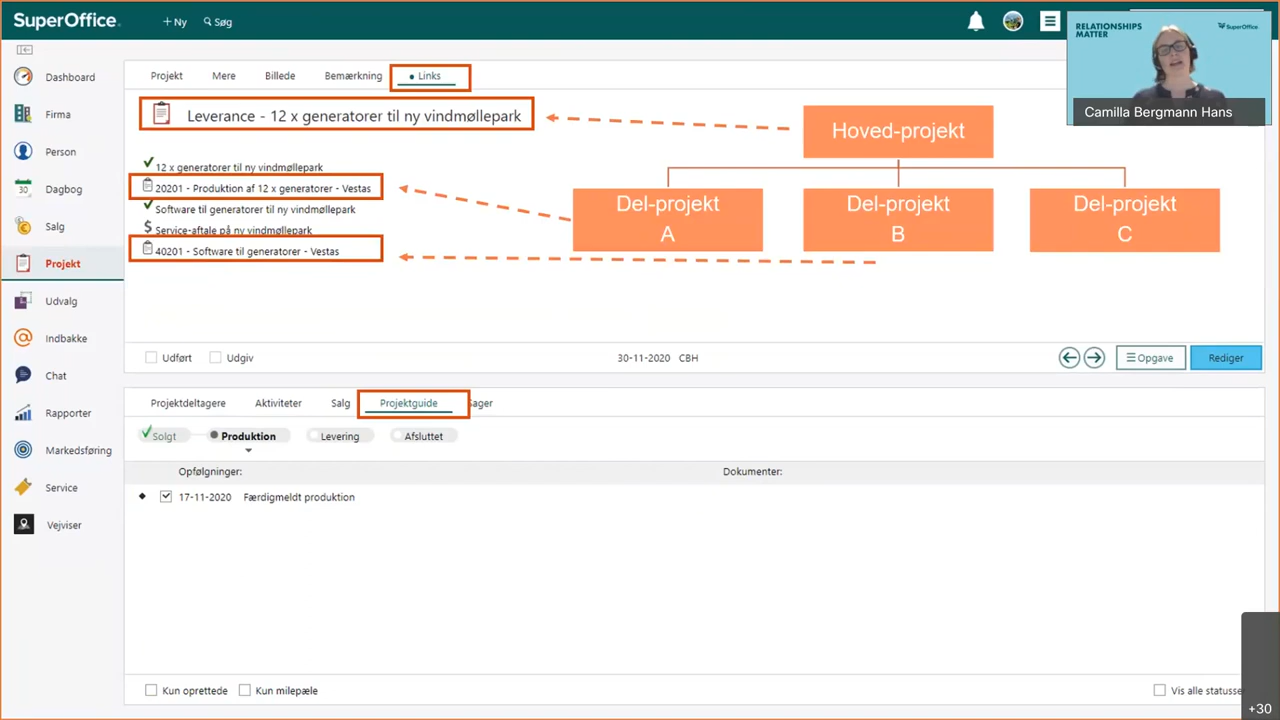 SuperOffice.
+ Ny
Søg
RELATIONSHIPS
MATTER
SuperOffice
Camilla Bergmann Hans
Dashboard
Firma
Person
30
Dagbog
Salg
Projekt
Udvalg
Indbakke
Chat
Rapporter
Markedsføring
Service
Vejviser
Projekt
Mere
Billede
Bemærkning
Links
Leverance - 12 x generatorer til ny vindmøllepark
12 x generatorer til ny vindmøllepark
20201 - Produktion af 12 x generatorer - Vestas
Software til generatorer til ny vindmøllepark
Service-aftale på ny vindmøllepark
40201 - Software til generatorer - Vestas
Hoved-projekt
Del-projekt
A
Del-projekt
B
Del-projekt
C
Udført
Udgiv
30-11-2020 CBH
Opgave
Rediger
Projektdeltagere
Aktiviteter
Salg
Projektguide
Sager
Solgt
Produktion
Levering
Afsluttet
Opfølgninger:
Dokumenter:
17-11-2020 Færdigmeldt produktion
Kun oprettede
Kun milepæle
Vis alle statusse
+30